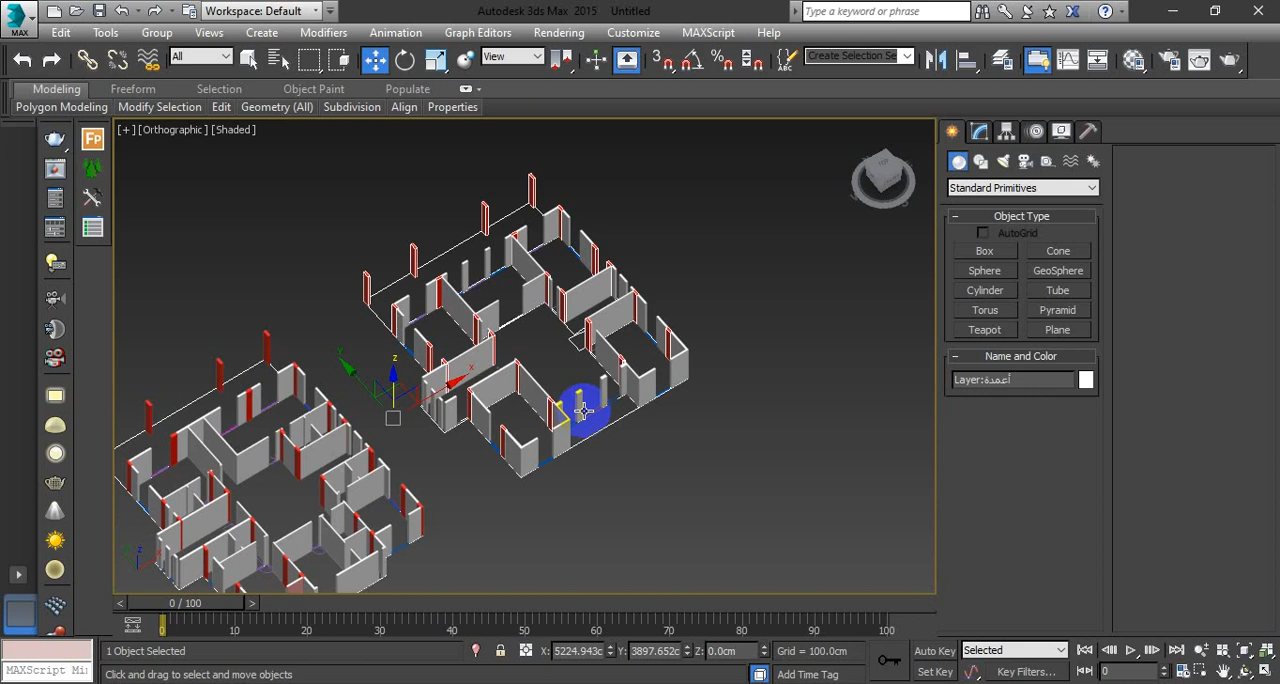 MAX
Workspace: Default
Autodesk 3ds Max 2015
Untitled
Type a keyword or phrase
Edit Tools Group Views Create Modifiers Animation Graph Editors Rendering Customize MAXScript Help
All
View
Create Selection Se
Modeling Freeform Selection Object Paint Populate
Polygon Modeling Modify Selection Edit Geometry (All) Subdivision Align Properties
[+] [Orthographic] [Shaded]
Fp
Standard Primitives
Object Type
AutoGrid
Box Cone
Sphere GeoSphere
Cylinder Tube
Torus Pyramid
Teapot Plane
Name and Color
Layer:أعمدة
0 / 100
0 10 20 30 40 50 60 70 80 90 100
1 Object Selected
X: 5224.943c Y: 3897.652c Z: 0.0cm
Grid = 100.0cm
Auto Key Selected
MAXScript Mi
Click and drag to select and move objects
Add Time Tag
Set Key
Key Filters...
0